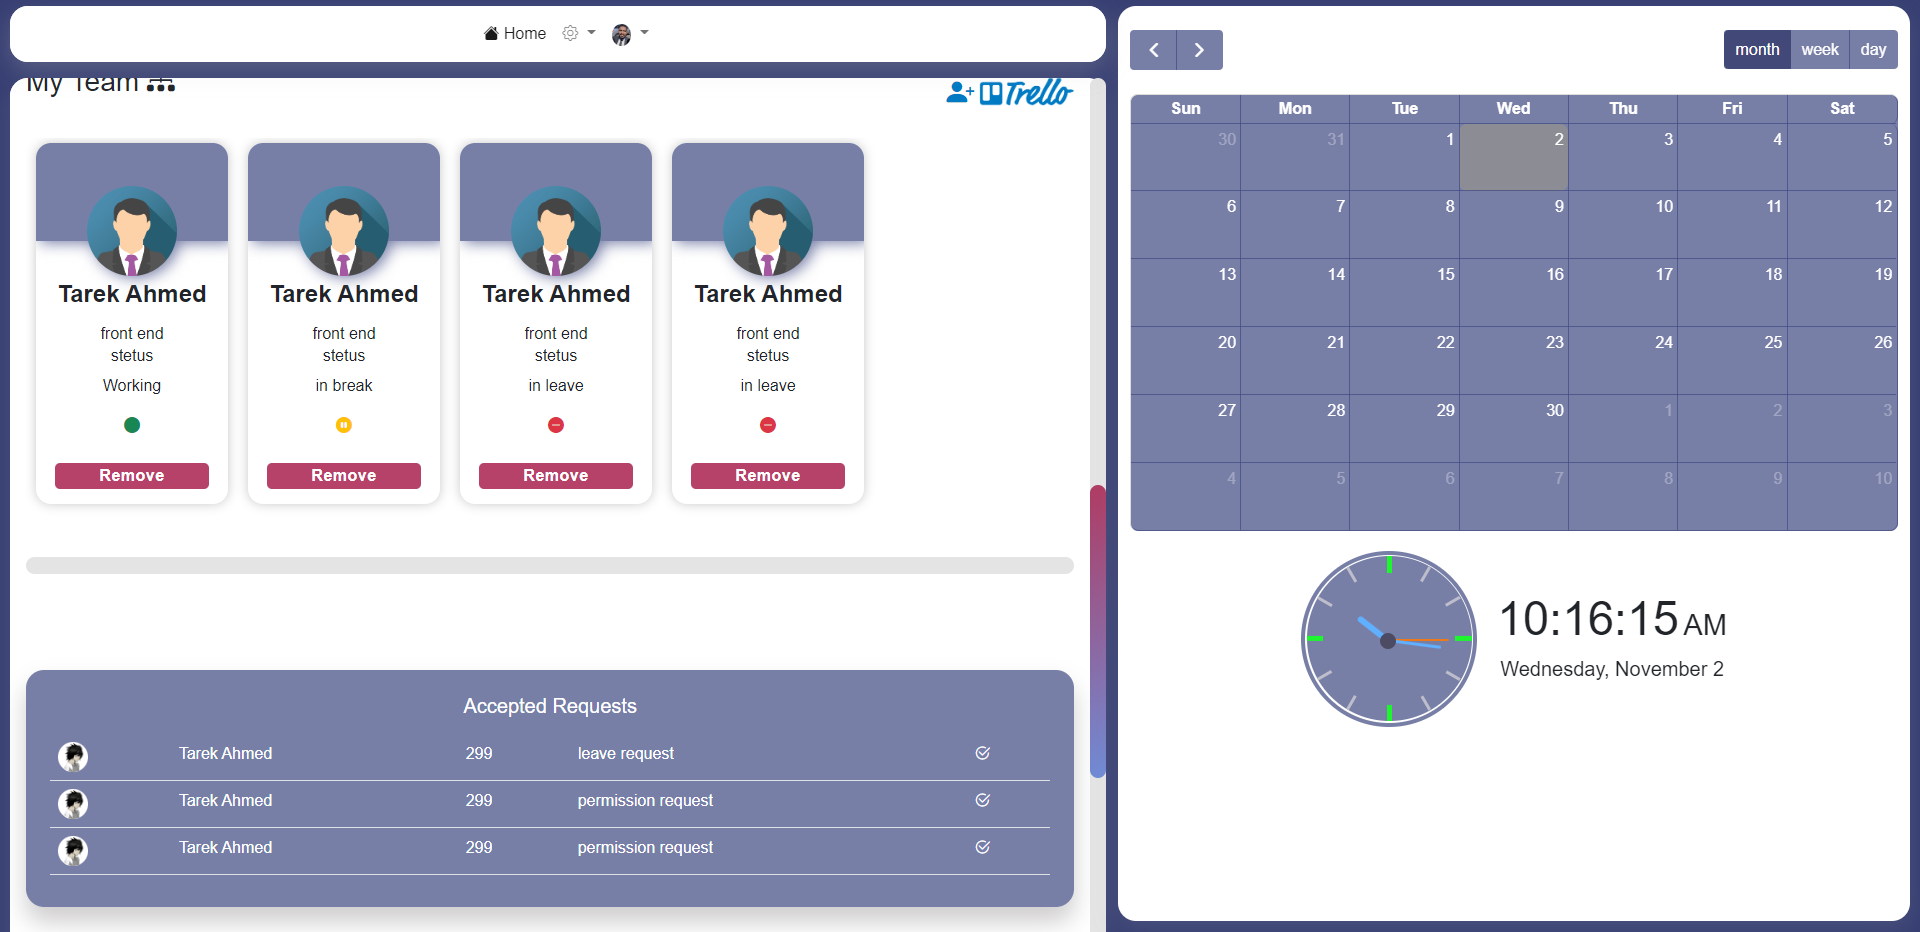 Home
My Team
Trello
Tarek Ahmed
front end
stetus
Working
Remove
Tarek Ahmed
front end
stetus
in break
Remove
Tarek Ahmed
front end
stetus
in leave
Remove
Tarek Ahmed
front end
stetus
in leave
Remove
Accepted Requests
Tarek Ahmed 299 leave request
Tarek Ahmed 299 permission request
Tarek Ahmed 299 permission request
month week day
Sun Mon Tue Wed Thu Fri Sat
30 31 1 2 3 4 5
6 7 8 9 10 11 12
13 14 15 16 17 18 19
20 21 22 23 24 25 26
27 28 29 30 1 2 3
4 5 6 7 8 9 10
10:16:15 AM
Wednesday, November 2